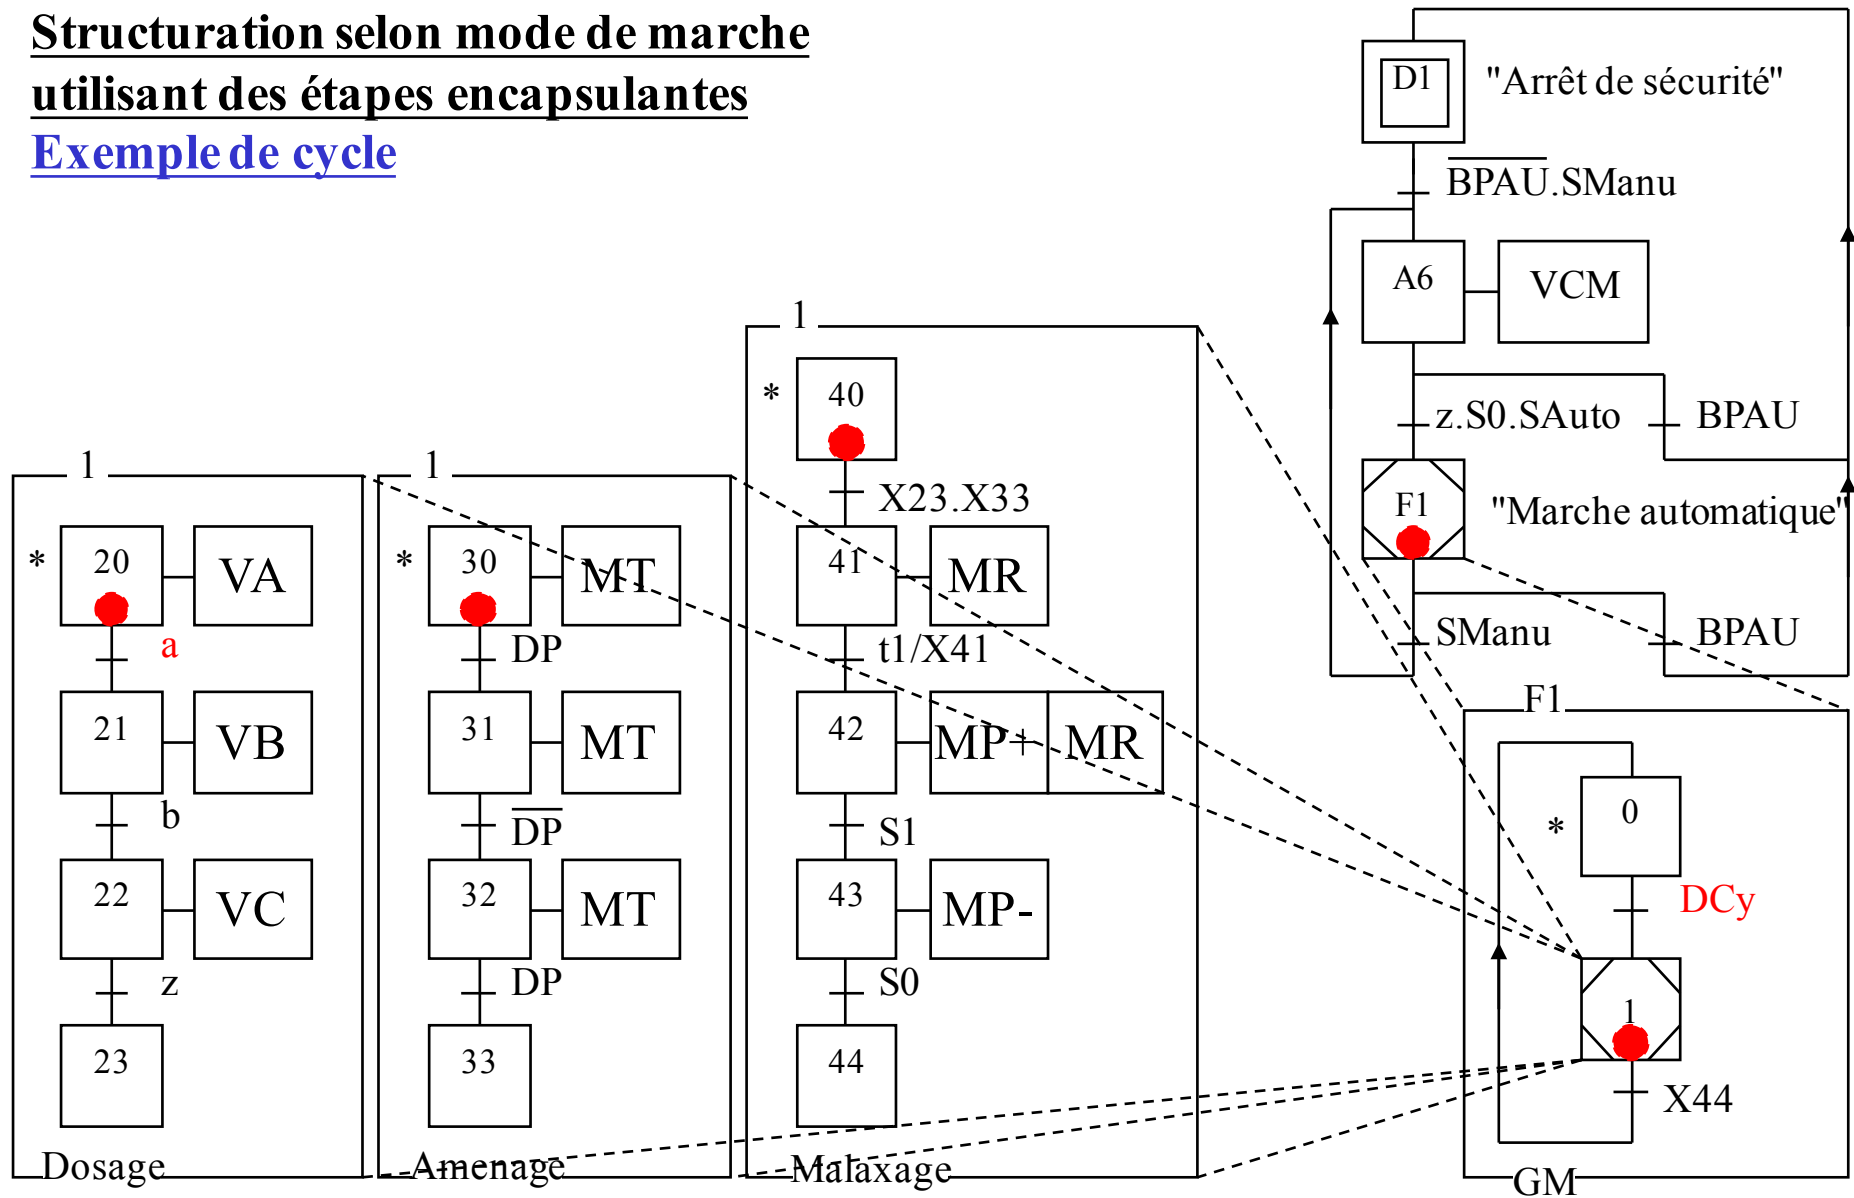 Structuration selon mode de marche
utilisant des étapes encapsulantes
Exemple de cycle
D1
"Arrêt de sécurité"
B̅P̅A̅U̅.SManu
A6
VCM
z.S0.SAuto
BPAU
F1
"Marche automatique"
SManu
BPAU
1
*
20
VA
a
21
VB
b
22
VC
z
23
Dosage
1
*
30
MT
DP
31
MT
D̅P̅
32
MT
DP
33
Amenage
1
*
40
X23.X33
41
MR
t1/X41
42
MP+
MR
S1
43
MP-
S0
44
Malaxage
F1
*
0
DCy
1
X44
GM